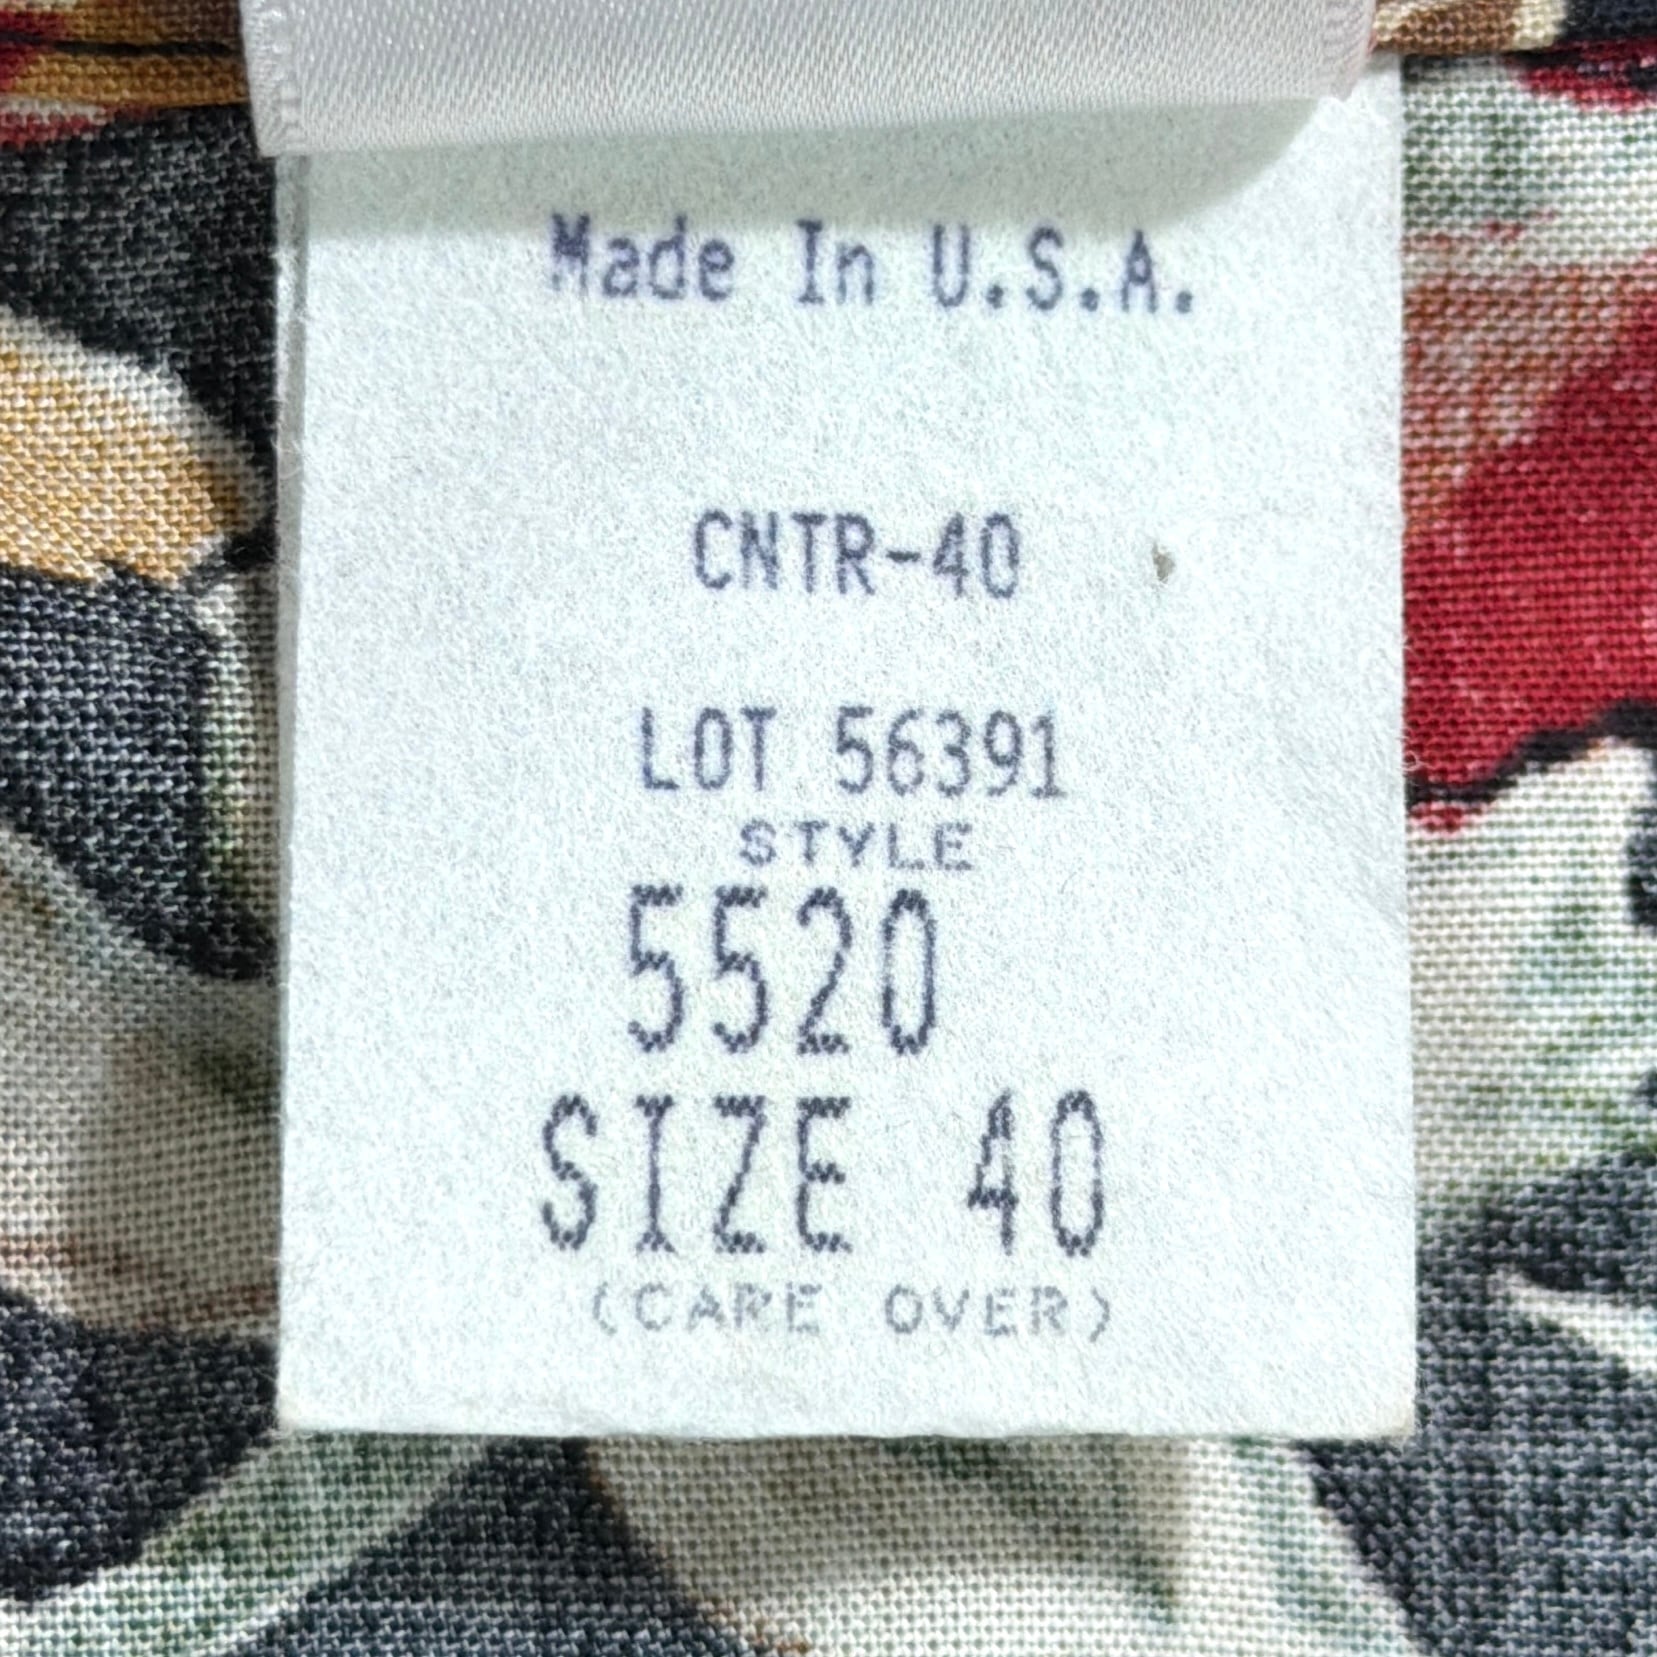 Made In U.S.A.
CNTR-40
LOT 56391
STYLE
5520
SIZE 40
(CARE OVER)